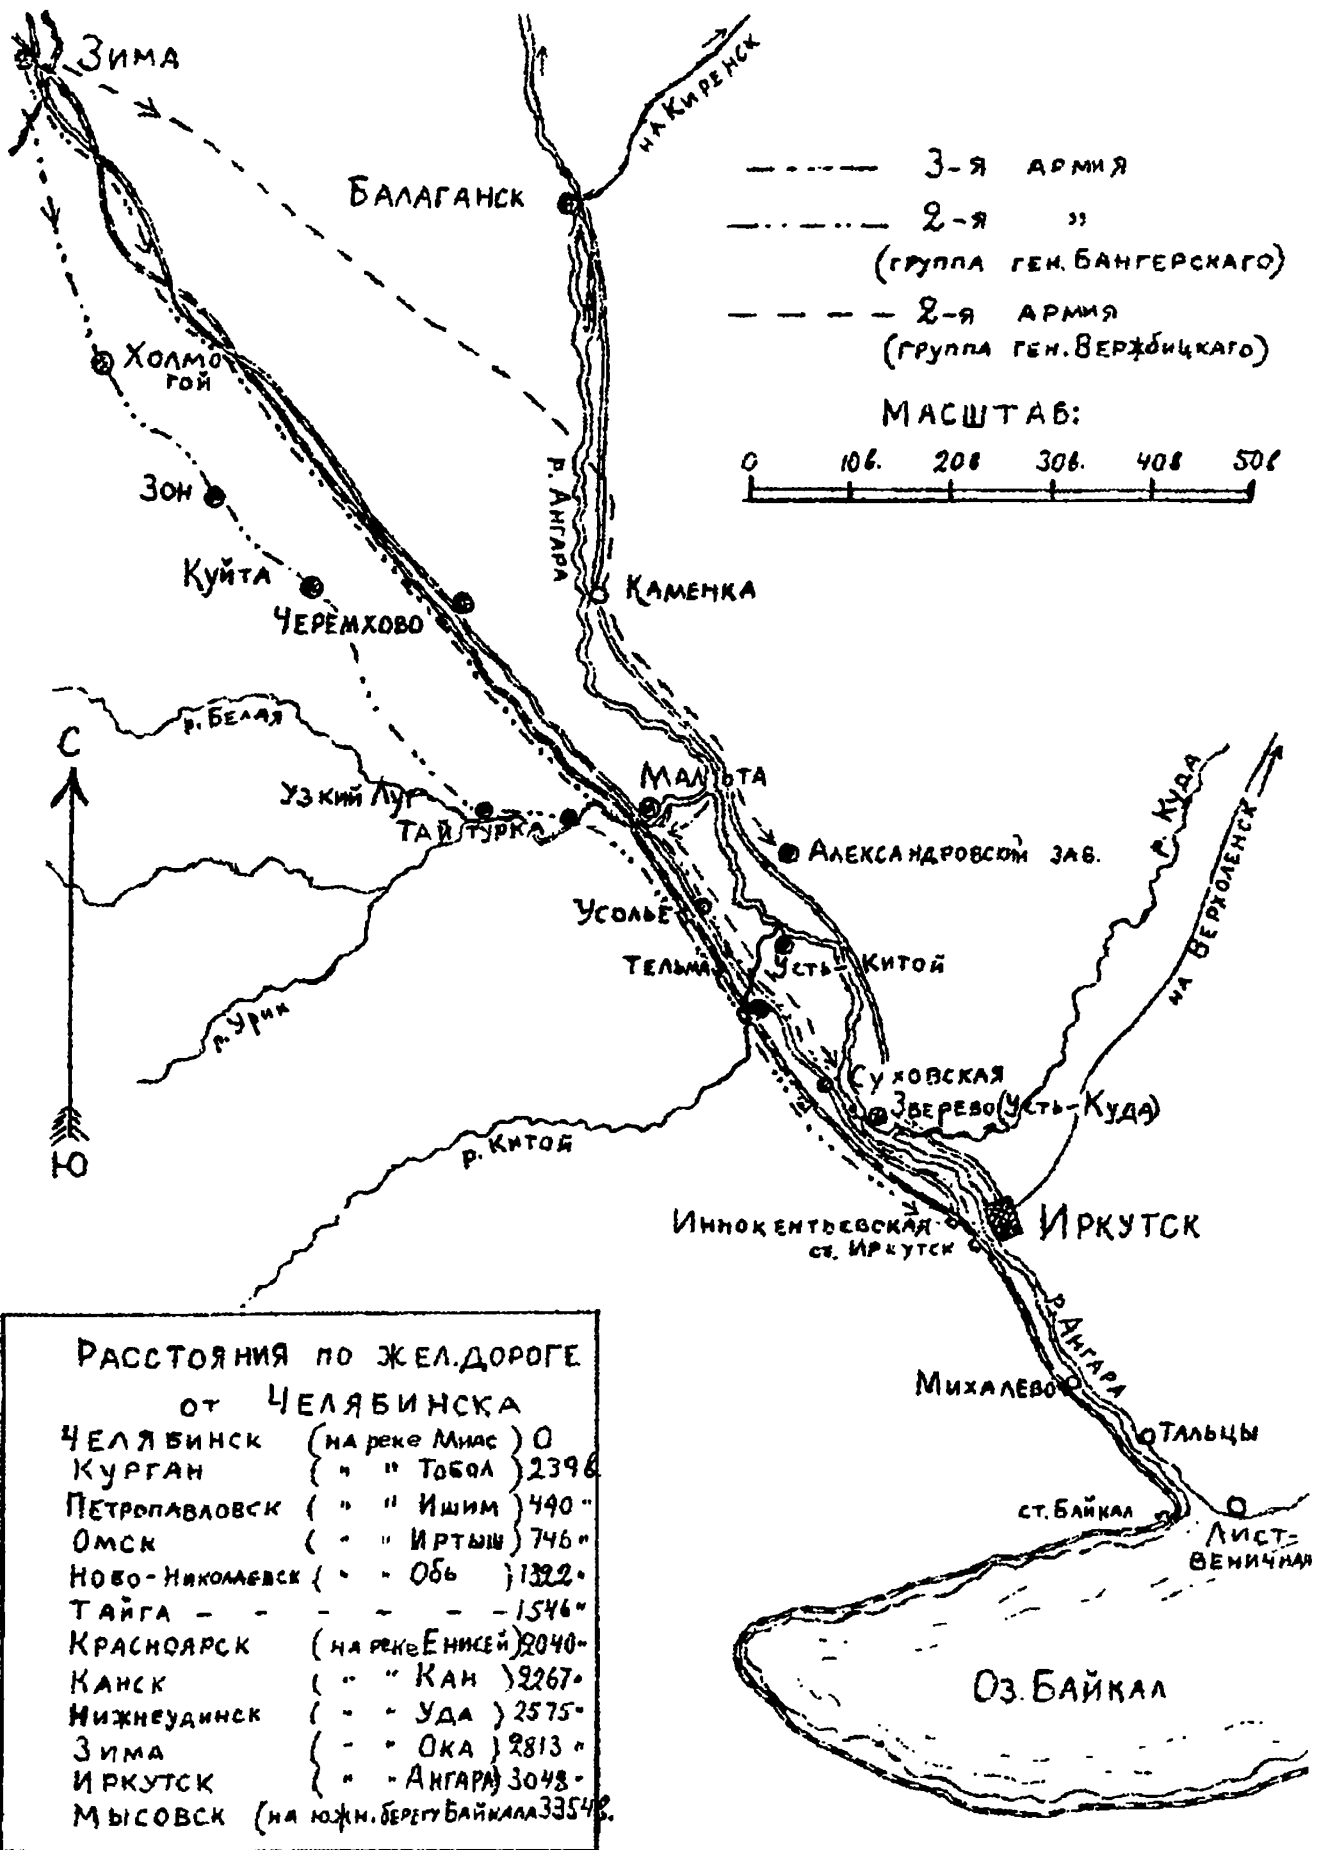 Зима
на Киренск
Балаганск
3-я армия
2-я "
(группа ген. Бангерскаго)
2-я армия
(группа ген. Вержбицкаго)
Масштаб:
0 10в. 20в 30в. 40в 50в
Холмо
гой
Зон
р. Ангара
Куйта
Каменка
Черемхово
р. Белая
С
Мальта
р. Куда
Узкий Луг
Тайтурка
Александровский зав.
на Верхоленск
Усолье
Тельма
Усть-Китой
р. Урик
Суховская
Зверево (Усть-Куда)
р. Китой
Ю
Иннокентьевская
ст. Иркутск
Иркутск
р. Ангара
Михалево
Тальцы
ст. Байкал
Лист-
веничная
Оз. Байкал
Расстояния по жел. дороге
от Челябинска
Челябинск (на реке Миас) 0
Курган ( " " Тобол ) 239в
Петропавловск ( " " Ишим ) 490 "
Омск ( " " Иртыш ) 746 "
Ново-Николаевск ( " " Обь ) 1322 "
Тайга - - - - - - 1546 "
Красноярск (на реке Енисей) 2040 "
Канск ( " " Кан ) 2267 "
Нижнеудинск ( " " Уда ) 2575 "
Зима ( " " Ока ) 2813 "
Иркутск ( " " Ангара) 3048 "
Мысовск (на южн. берегу Байкала 3354в.